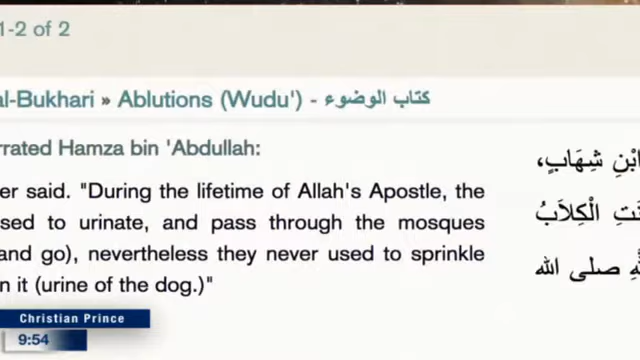 1-2 of 2
al-Bukhari » Ablutions (Wudu') - كتاب الوضوء
rrated Hamza bin 'Abdullah:
er said. "During the lifetime of Allah's Apostle, the
sed to urinate, and pass through the mosques
and go), nevertheless they never used to sprinkle
n it (urine of the dog.)"
ابْنِ شِهَابٍ،
نَتِ الْكِلاَبُ
لَّهِ صلى الله
Christian Prince
9:54